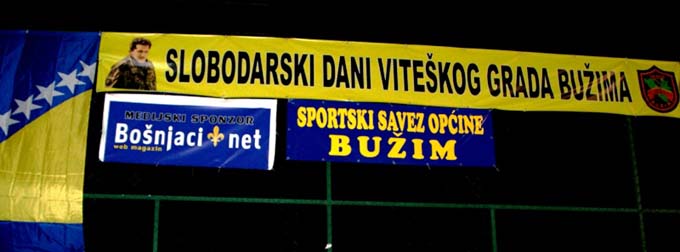 SLOBODARSKI DANI VITEŠKOG GRADA BUŽIMA
MEDIJSKI SPONZOR
Bošnjaci net
web magazin
SPORTSKI SAVEZ OPĆINE
BUŽIM